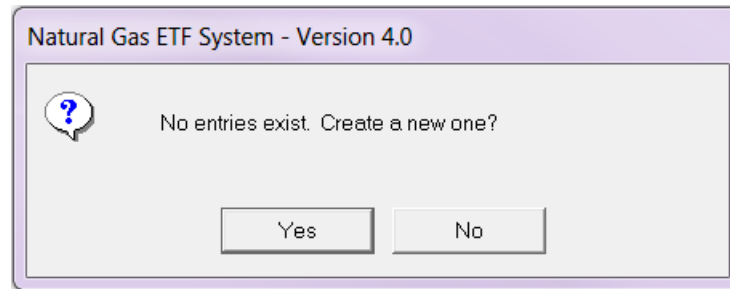 Natural Gas ETF System - Version 4.0
No entries exist. Create a new one?
Yes No